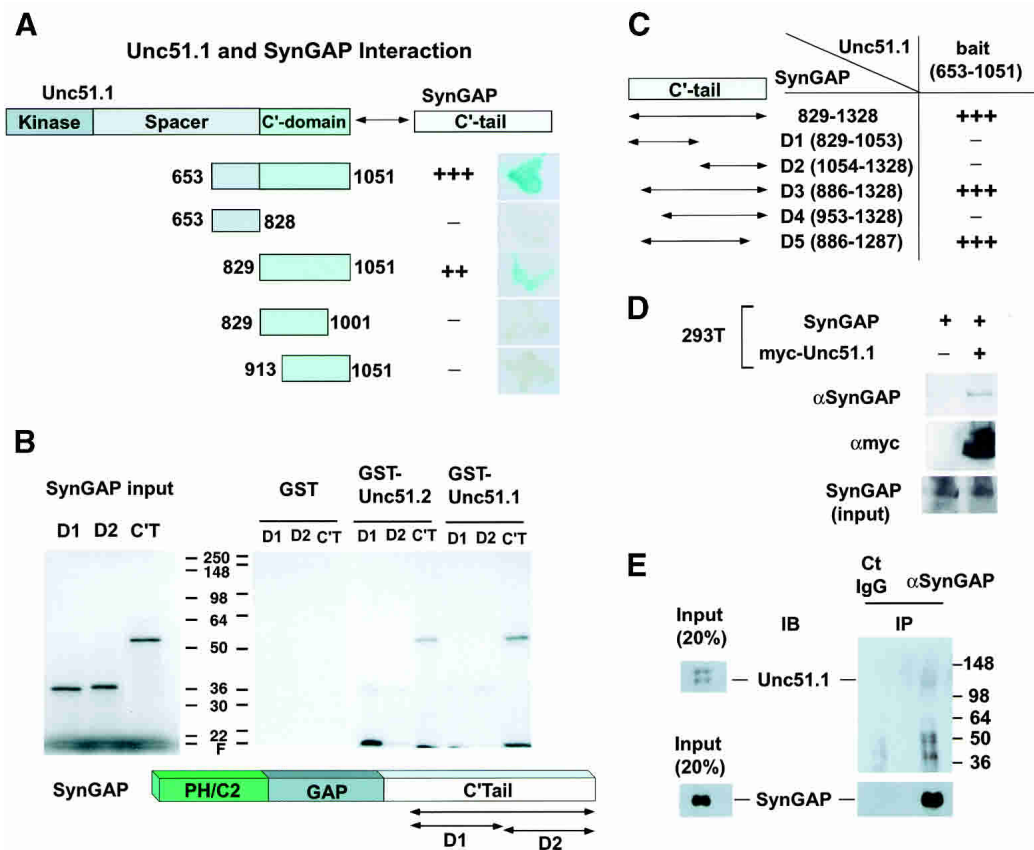 A
Unc51.1 and SynGAP Interaction
Unc51.1
SynGAP
Kinase
Spacer
C'-domain
C'-tail
653
1051
+++
653
828
–
829
1051
++
829
1001
–
913
1051
–
B
SynGAP input
GST
GST-Unc51.2
GST-Unc51.1
D1 D2 C'T
D1 D2 C'T
D1 D2 C'T
D1 D2 C'T
250
148
98
64
50
36
30
22
F
SynGAP
PH/C2
GAP
C'Tail
D1
D2
C
Unc51.1
SynGAP
bait
(653-1051)
C'-tail
829-1328 +++
D1 (829-1053) –
D2 (1054-1328) –
D3 (886-1328) +++
D4 (953-1328) –
D5 (886-1287) +++
D
293T
SynGAP + +
myc-Unc51.1 – +
αSynGAP
αmyc
SynGAP
(input)
E
Ct
IgG
αSynGAP
Input
(20%)
IB
IP
Unc51.1
148
98
64
50
36
Input
(20%)
SynGAP